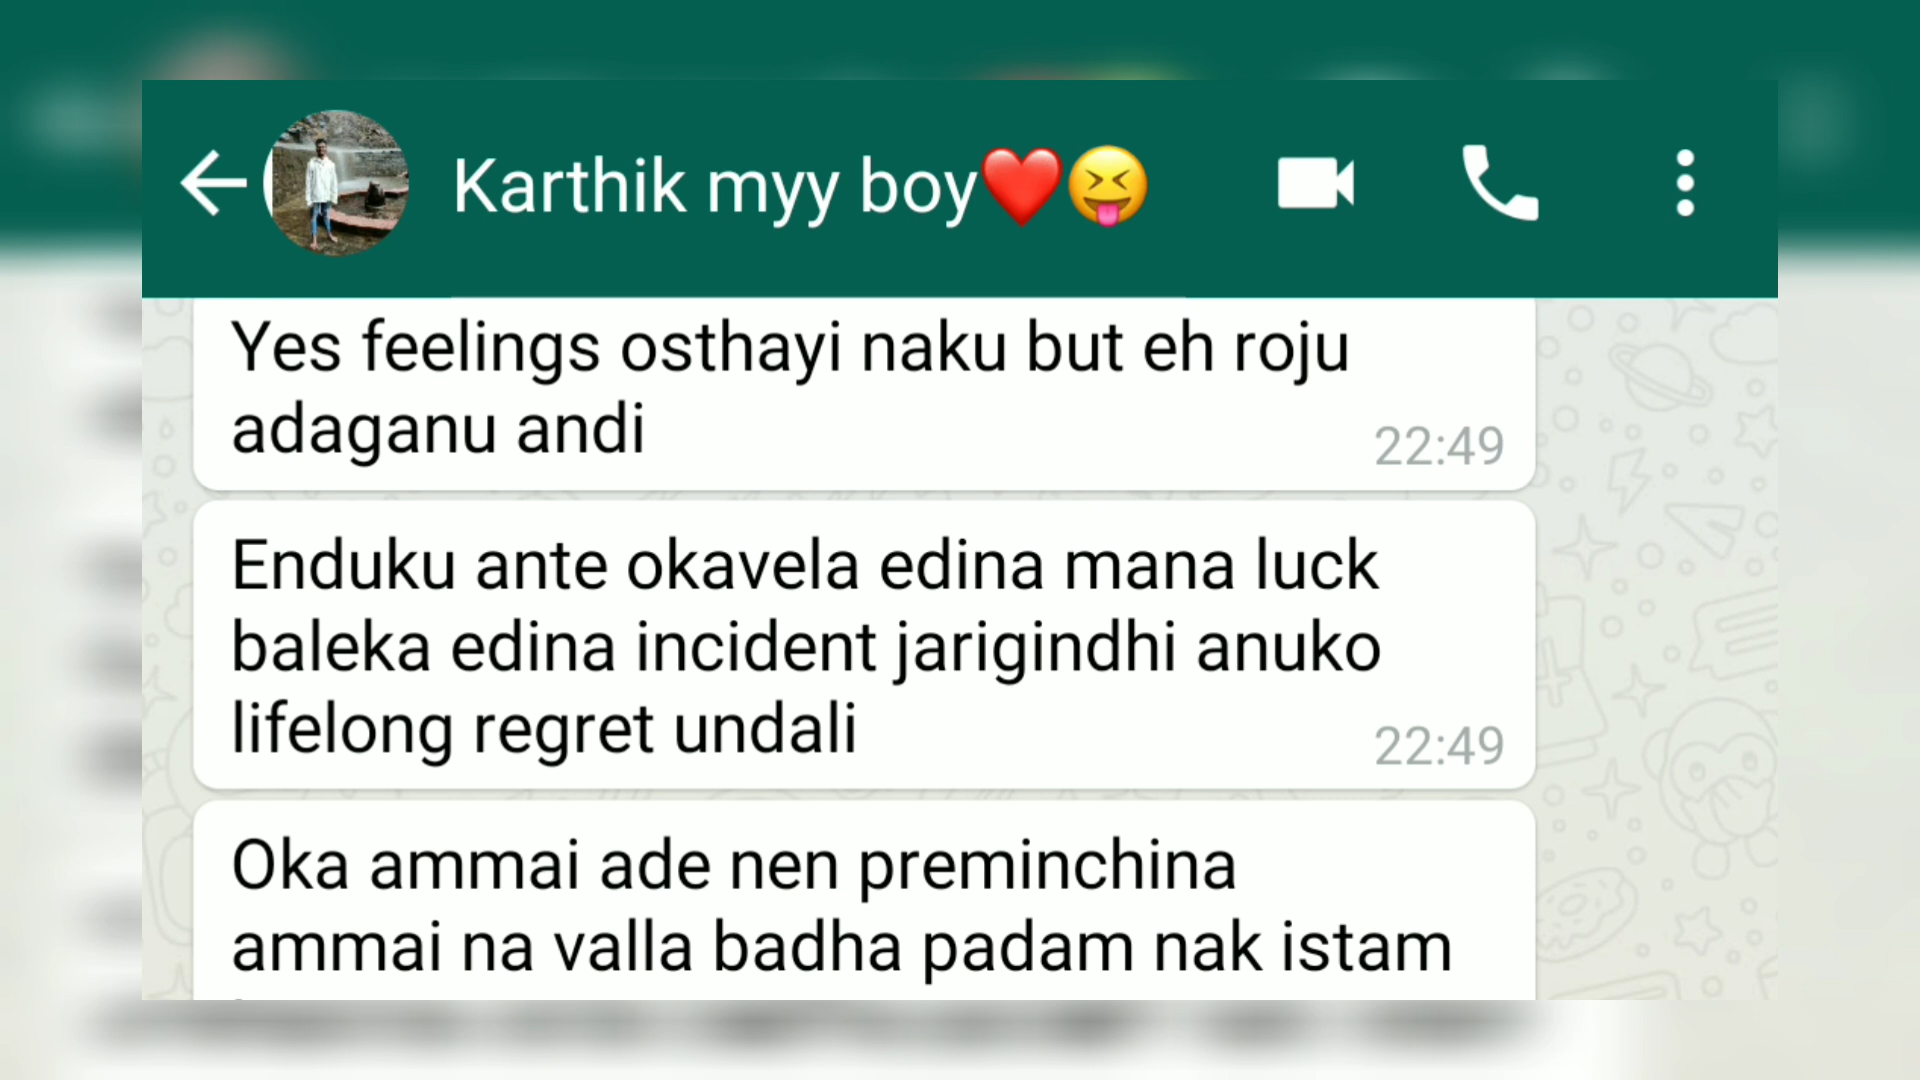 Karthik myy boy❤️😝
Yes feelings osthayi naku but eh roju
adaganu andi
22:49
Enduku ante okavela edina mana luck
baleka edina incident jarigindhi anuko
lifelong regret undali
22:49
Oka ammai ade nen preminchina
ammai na valla badha padam nak istam